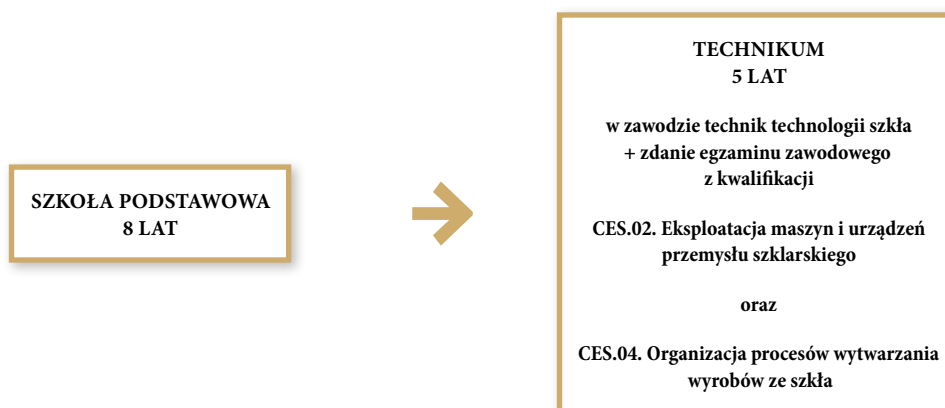 SZKOŁA PODSTAWOWA
8 LAT
TECHNIKUM
5 LAT
w zawodzie technik technologii szkła
+ zdanie egzaminu zawodowego
z kwalifikacji
CES.02. Eksploatacja maszyn i urządzeń
przemysłu szklarskiego
oraz
CES.04. Organizacja procesów wytwarzania
wyrobów ze szkła